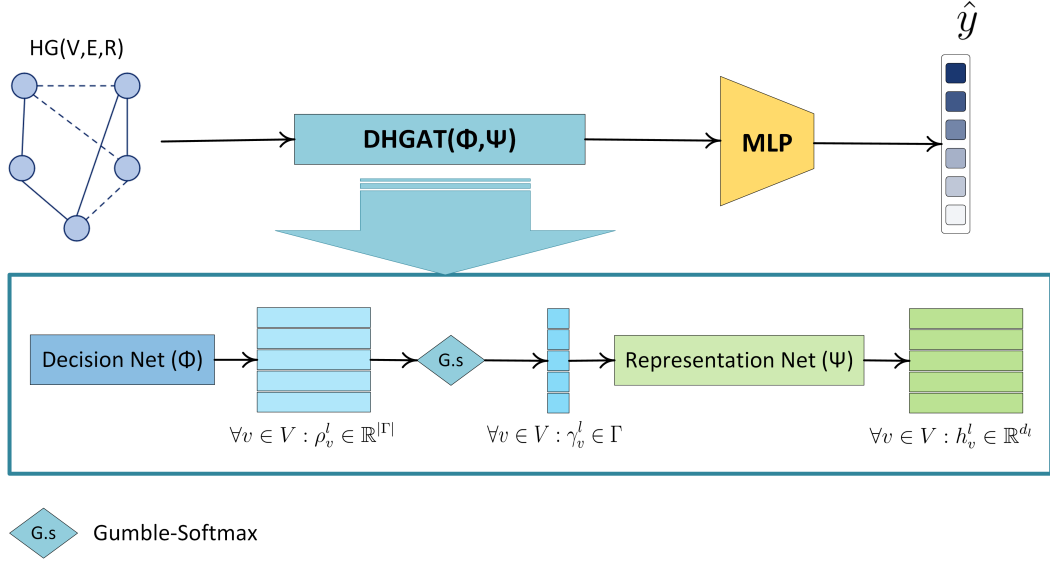 ŷ
HG(V,E,R)
DHGAT(Φ,Ψ)
MLP
Decision Net (Φ)
G.s
Representation Net (Ψ)
∀v ∈ V : ρ_v^l ∈ ℝ^{|Γ|}
∀v ∈ V : γ_v^l ∈ Γ
∀v ∈ V : h_v^l ∈ ℝ^{d_l}
G.s
Gumble-Softmax